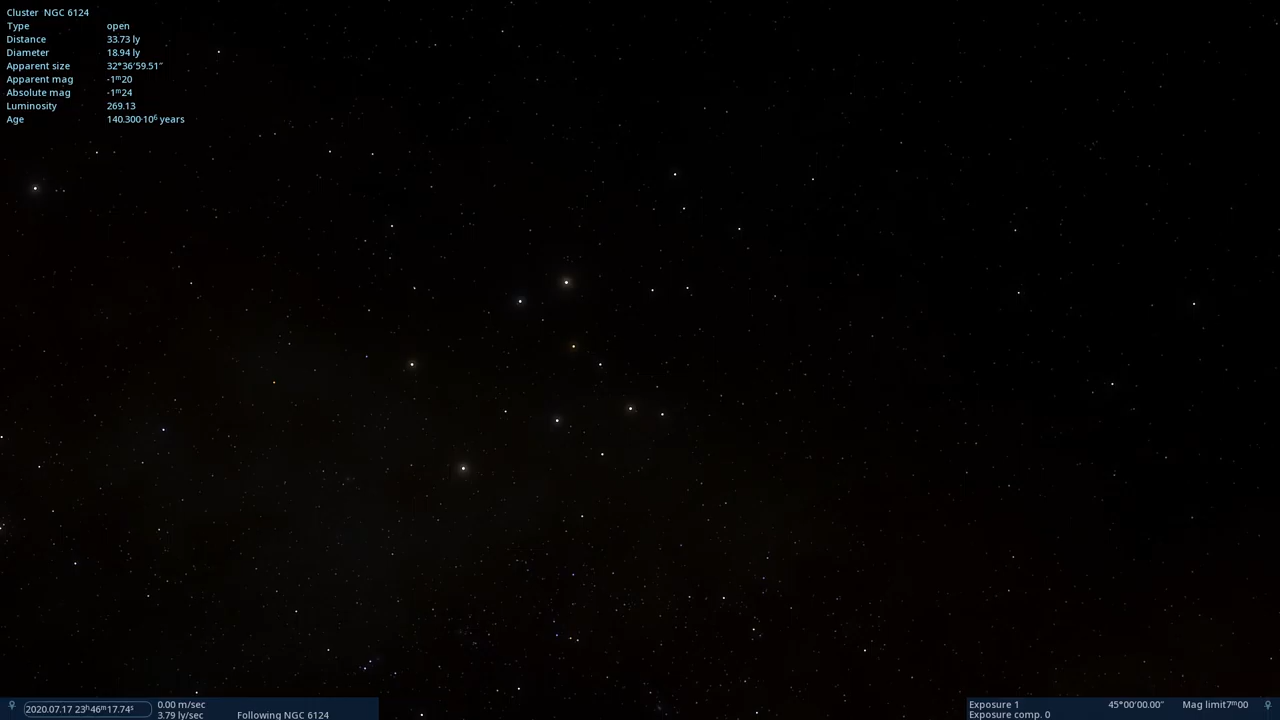 Cluster NGC 6124
Type open
Distance 33.73 ly
Diameter 18.94 ly
Apparent size 32°36′59.51″
Apparent mag -1ᵐ20
Absolute mag -1ᵐ24
Luminosity 269.13
Age 140.300·10⁶ years
2020.07.17 23ʰ46ᵐ17.74ˢ
0.00 m/sec
3.79 ly/sec Following NGC 6124
Exposure 1 45°00′00.00″ Mag limit7ᵐ00
Exposure comp. 0